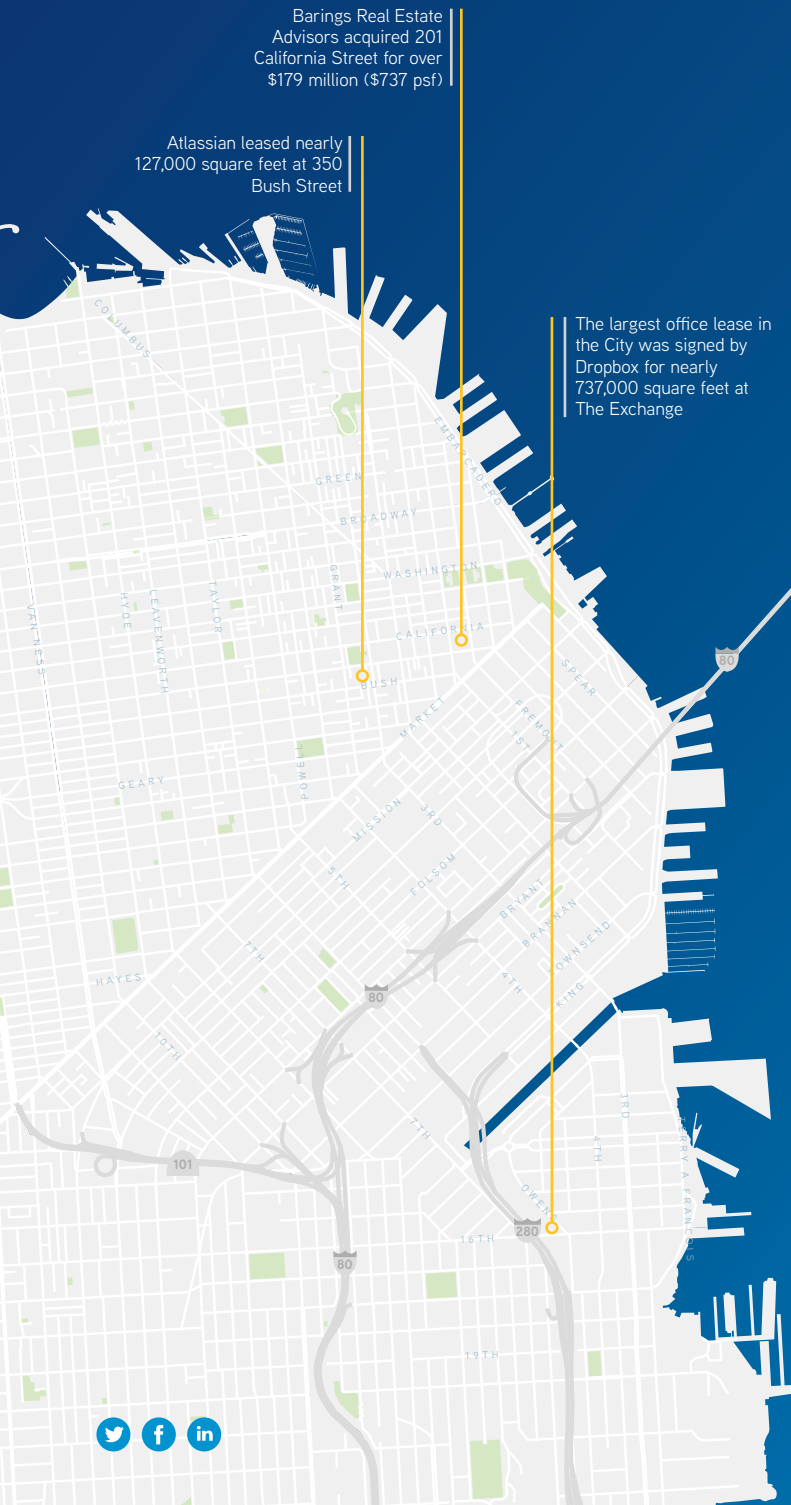 Barings Real Estate
Advisors acquired 201
California Street for over
$179 million ($737 psf)
Atlassian leased nearly
127,000 square feet at 350
Bush Street
The largest office lease in
the City was signed by
Dropbox for nearly
737,000 square feet at
The Exchange
COLUMBUS
EMBARCADERO
GREEN
BROADWAY
WASHINGTON
GRANT
TAYLOR
HYDE
LEAVENWORTH
VAN NESS
CALIFORNIA
BUSH
SPEAR
80
MARKET
FREMONT
1ST
POWELL
GEARY
MISSION
3RD
5TH
FOLSOM
BRYANT
BRANNAN
TOWNSEND
7TH
4TH
KING
HAYES
80
10TH
7TH
3RD
4TH
TERRY A FRANCOIS
101
OWENS
280
16TH
80
19TH
f
in